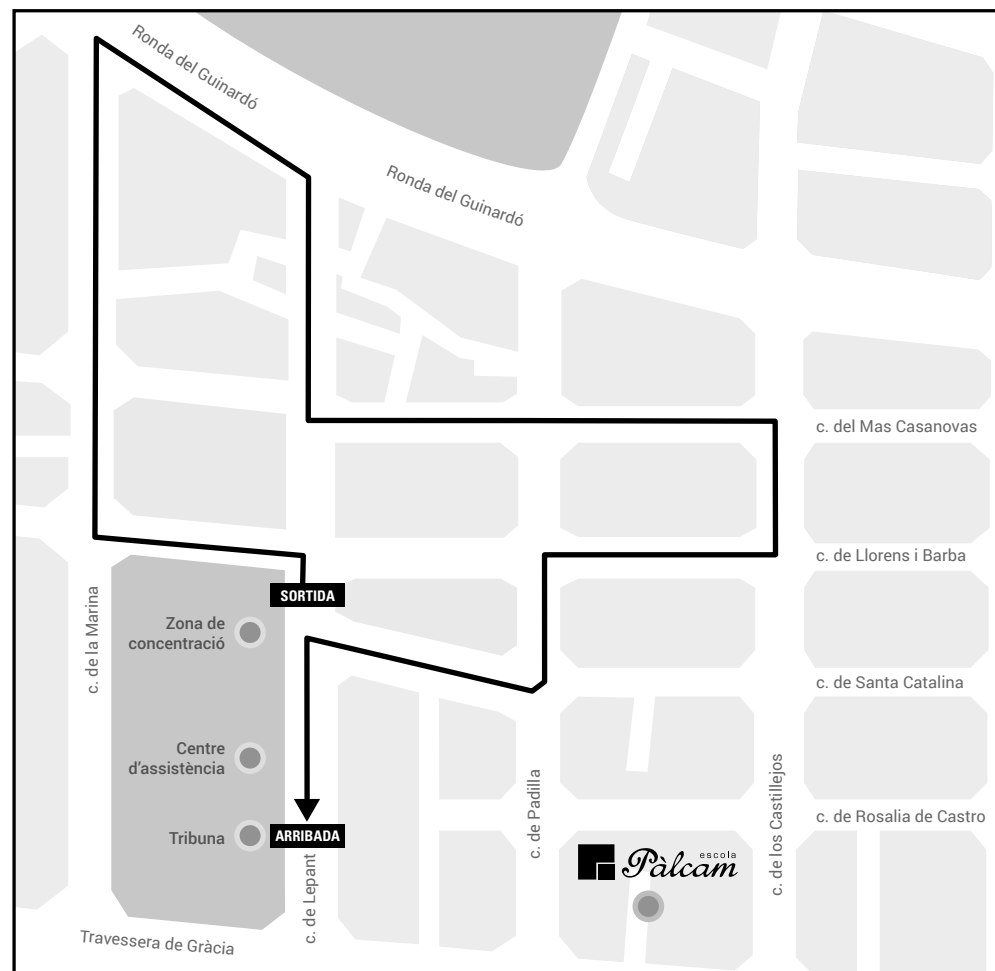 Ronda del Guinardó
Ronda del Guinardó
c. del Mas Casanovas
c. de Llorens i Barba
SORTIDA
c. de la Marina
Zona de
concentració
c. de Santa Catalina
Centre
d'assistència
c. de Padilla
c. de los Castillejos
c. de Rosalia de Castro
Tribuna
ARRIBADA
c. de Lepant
escola
Pàlcam
Travessera de Gràcia